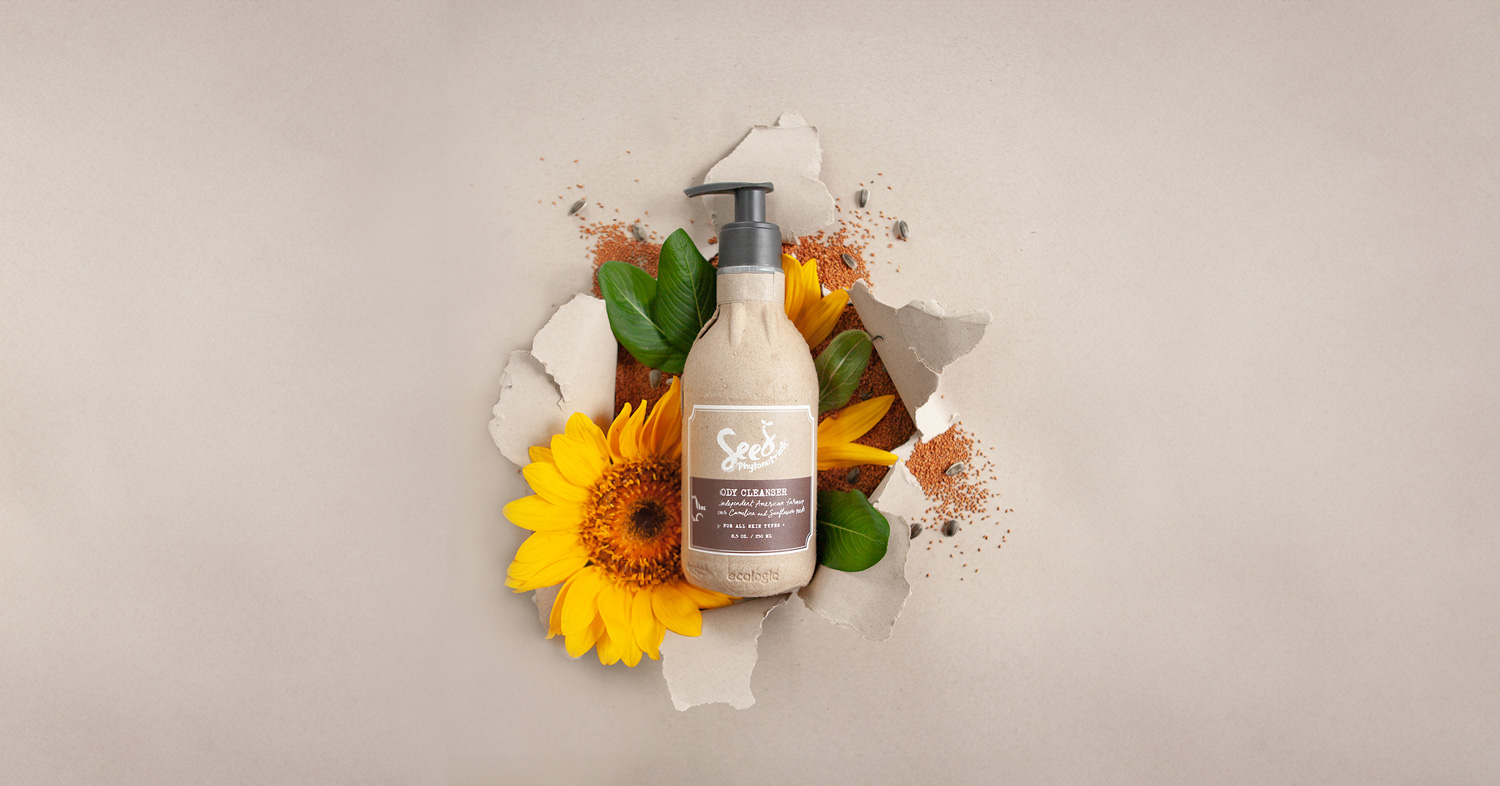 Seed
phytonutrients
ODY CLEANSER
independent American farmers
Camelina and Sunflower seeds
FOR ALL SKIN TYPES •
8.5 OZ. / 250 ML
ecologic